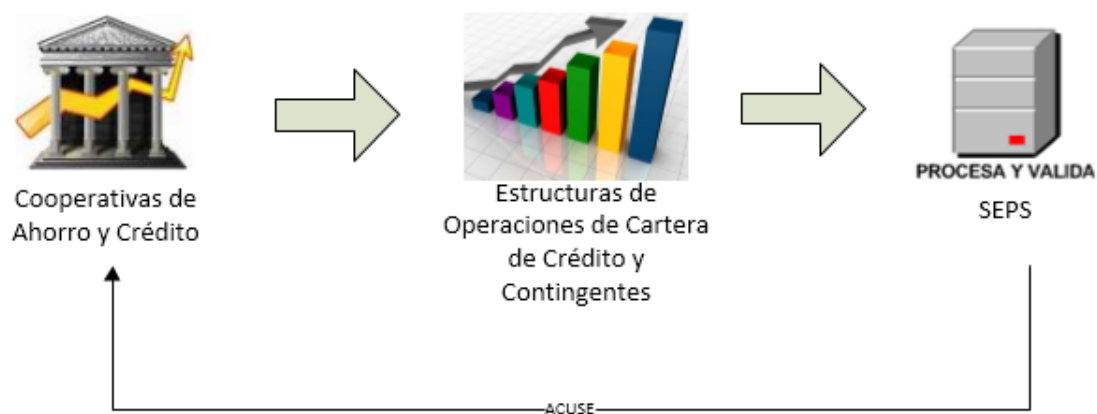 Cooperativas de
Ahorro y Crédito
Estructuras de
Operaciones de Cartera
de Crédito y
Contingentes
PROCESA Y VALIDA
SEPS
ACUSE